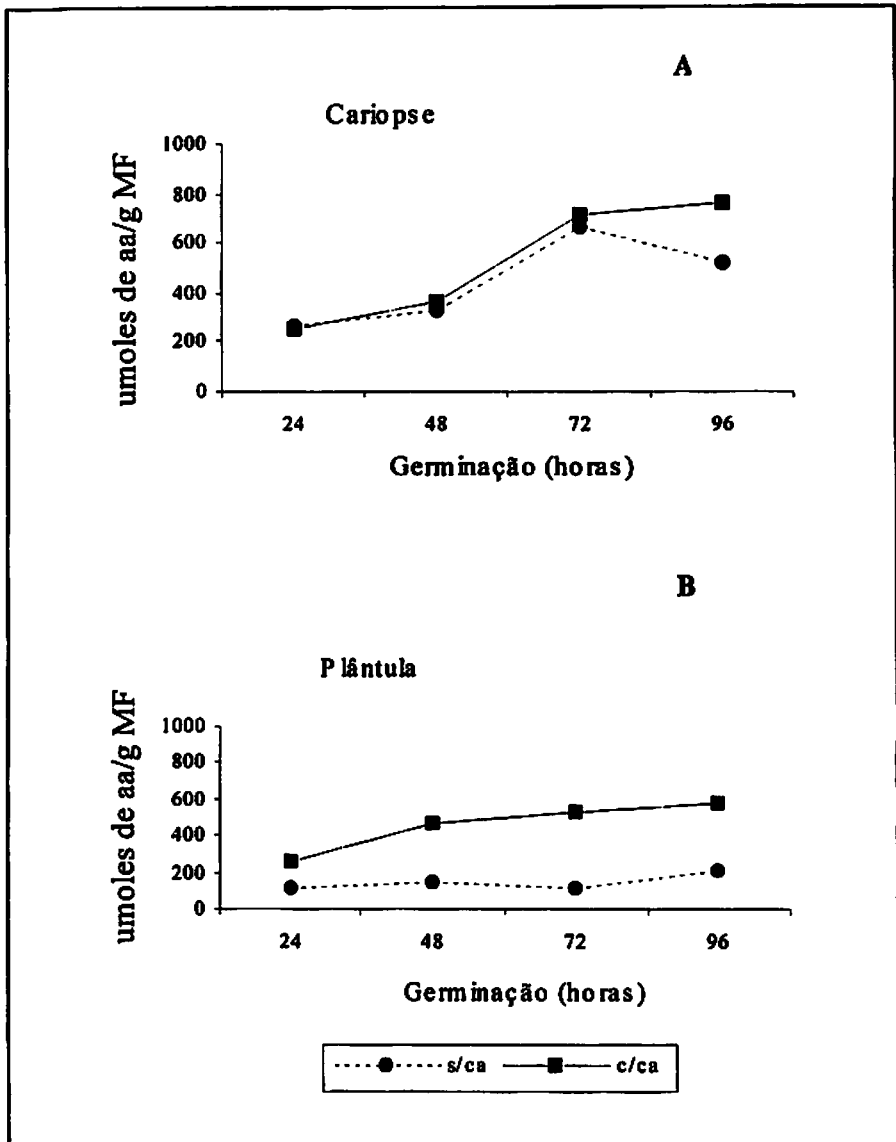 A
Cariopse
umoles de aa/g MF
1000
800
600
400
200
0
24 48 72 96
Germinação (horas)
B
Plântula
umoles de aa/g MF
1000
800
600
400
200
0
24 48 72 96
Germinação (horas)
s/ca c/ca